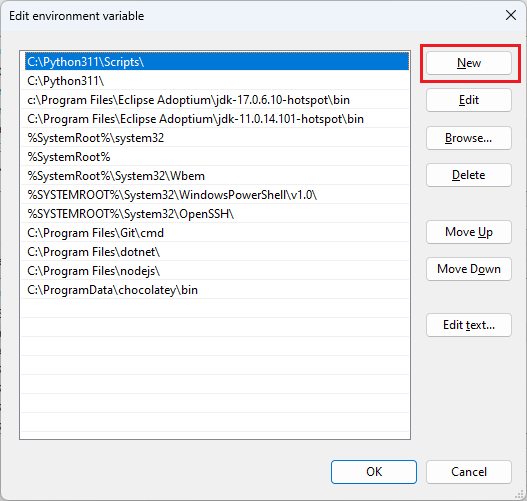 Edit environment variable
C:\Python311\Scripts\
C:\Python311\
c:\Program Files\Eclipse Adoptium\jdk-17.0.6.10-hotspot\bin
C:\Program Files\Eclipse Adoptium\jdk-11.0.14.101-hotspot\bin
%SystemRoot%\system32
%SystemRoot%
%SystemRoot%\System32\Wbem
%SYSTEMROOT%\System32\WindowsPowerShell\v1.0\
%SYSTEMROOT%\System32\OpenSSH\
C:\Program Files\Git\cmd
C:\Program Files\dotnet\
C:\Program Files\nodejs\
C:\ProgramData\chocolatey\bin
New
Edit
Browse...
Delete
Move Up
Move Down
Edit text...
OK
Cancel